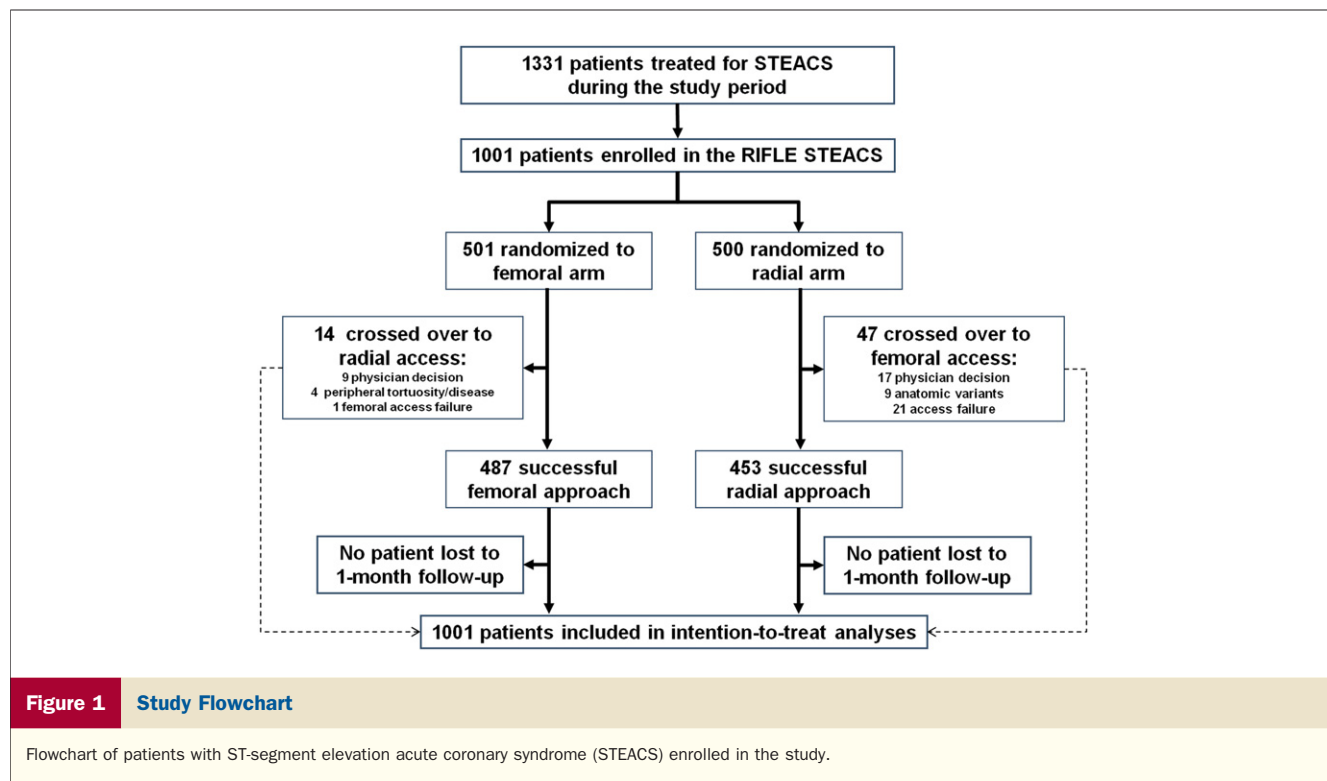 1331 patients treated for STEACS
during the study period
1001 patients enrolled in the RIFLE STEACS
501 randomized to
femoral arm
500 randomized to
radial arm
14 crossed over to
radial access:
9 physician decision
4 peripheral tortuosity/disease
1 femoral access failure
47 crossed over to
femoral access:
17 physician decision
9 anatomic variants
21 access failure
487 successful
femoral approach
453 successful
radial approach
No patient lost to
1-month follow-up
No patient lost to
1-month follow-up
1001 patients included in intention-to-treat analyses
Figure 1 Study Flowchart
Flowchart of patients with ST-segment elevation acute coronary syndrome (STEACS) enrolled in the study.